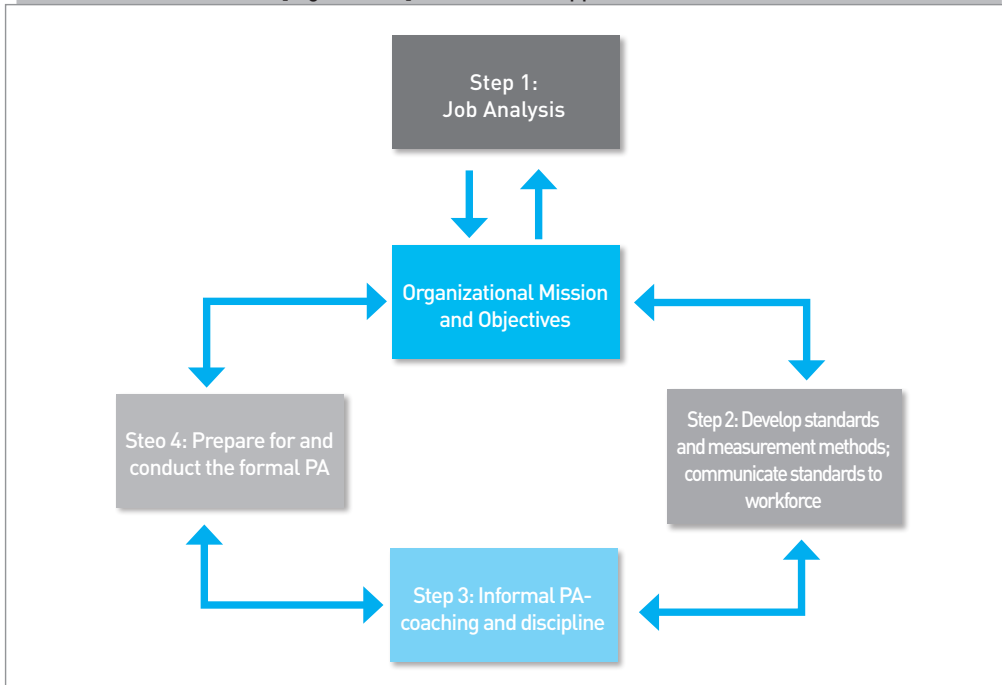 Step 1:
Job Analysis
Organizational Mission
and Objectives
Steo 4: Prepare for and
conduct the formal PA
Step 2: Develop standards
and measurement methods;
communicate standards to
workforce
Step 3: Informal PA-
coaching and discipline